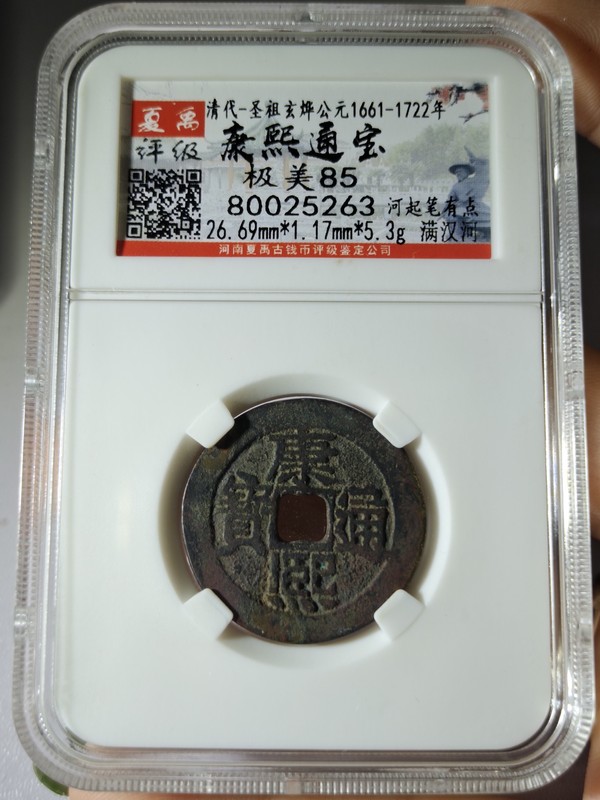 夏禹
评级
清代-圣祖玄烨公元1661-1722年
康熙通宝
极美85
80025263 河起笔有点
26.69mm*1.17mm*5.3g 满汉河
河南夏禹古钱币评级鉴定公司
康熙通寶